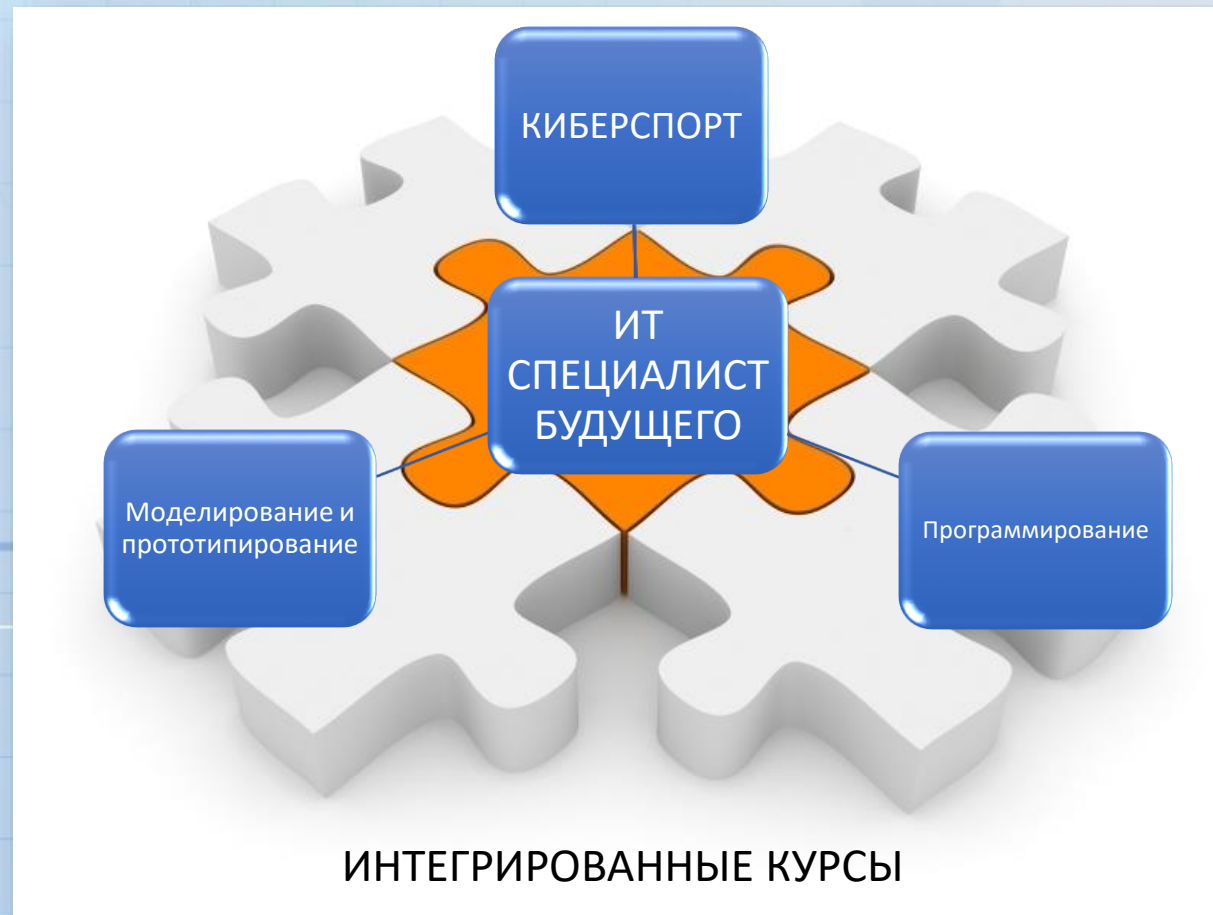 КИБЕРСПОРТ
ИТ
СПЕЦИАЛИСТ
БУДУЩЕГО
Моделирование и
прототипирование
Программирование
ИНТЕГРИРОВАННЫЕ КУРСЫ